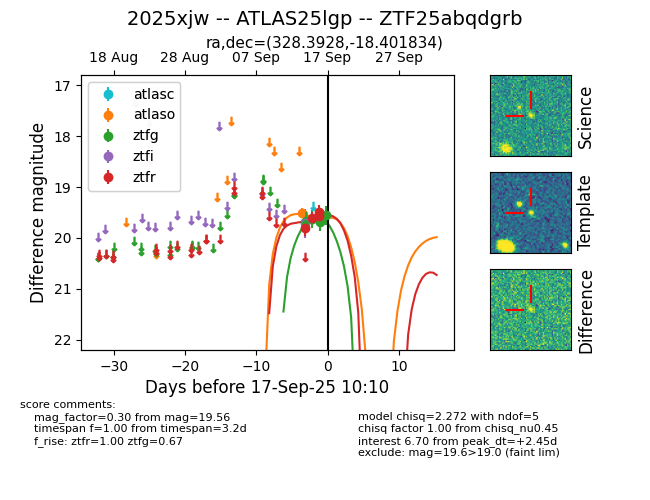 2025xjw -- ATLAS25lgp -- ZTF25abqdgrb
ra,dec=(328.3928,-18.401834)
18 Aug 28 Aug 07 Sep 17 Sep 27 Sep
17
18
19
20
21
22
Difference magnitude
atlasc
atlaso
ztfg
ztfi
ztfr
−30 −20 −10 0 10
Days before 17-Sep-25 10:10
Science
Template
Difference
score comments:
mag_factor=0.30 from mag=19.56
timespan f=1.00 from timespan=3.2d
f_rise: ztfr=1.00 ztfg=0.67
model chisq=2.272 with ndof=5
chisq factor 1.00 from chisq_nu0.45
interest 6.70 from peak_dt=+2.45d
exclude: mag=19.6>19.0 (faint lim)